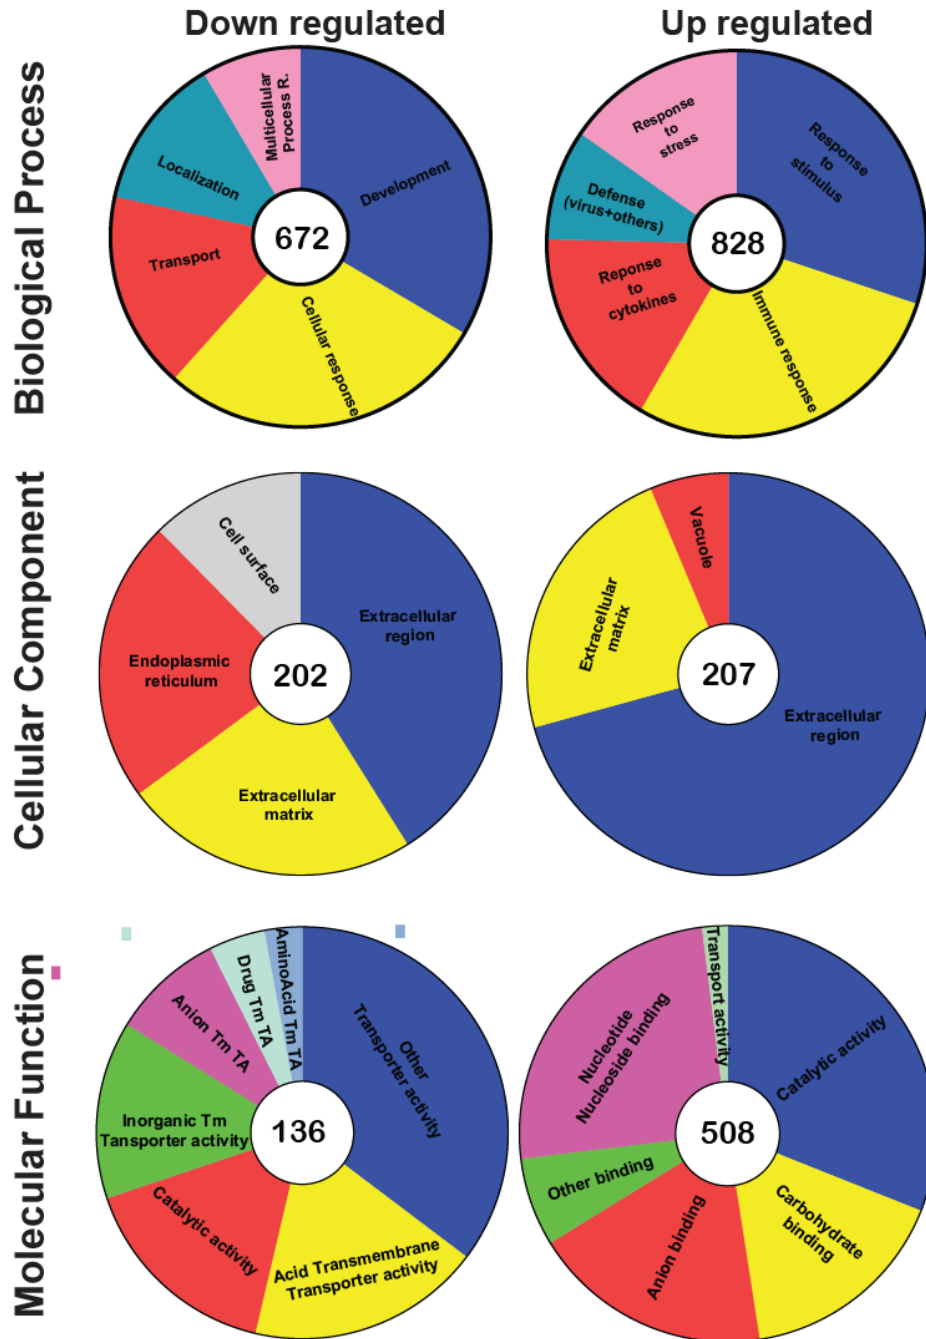 Down regulated
Up regulated
Biological Process
Multicellular
Process R.
Development
Localization
Transport
672
Cellular response
Response
to
stress
Response
to
stimulus
Defense
(virus+others)
828
Reponse
to
cytokines
Immune response
Cellular Component
Cell surface
Extracellular
region
Endoplasmic
reticulum
202
Extracellular
matrix
Vacuole
Extracellular
matrix
207
Extracellular
region
Molecular Function
AminoAcid Tm TA
Drug Tm TA
Anion Tm TA
Other
Transporter activity
Inorganic Tm
Tansporter activity
136
Catalytic activity
Acid Transmembrane
Transporter activity
Transport activity
Nucleotide
Nucleoside binding
Catalytic activity
508
Other binding
Anion binding
Carbohydrate
binding